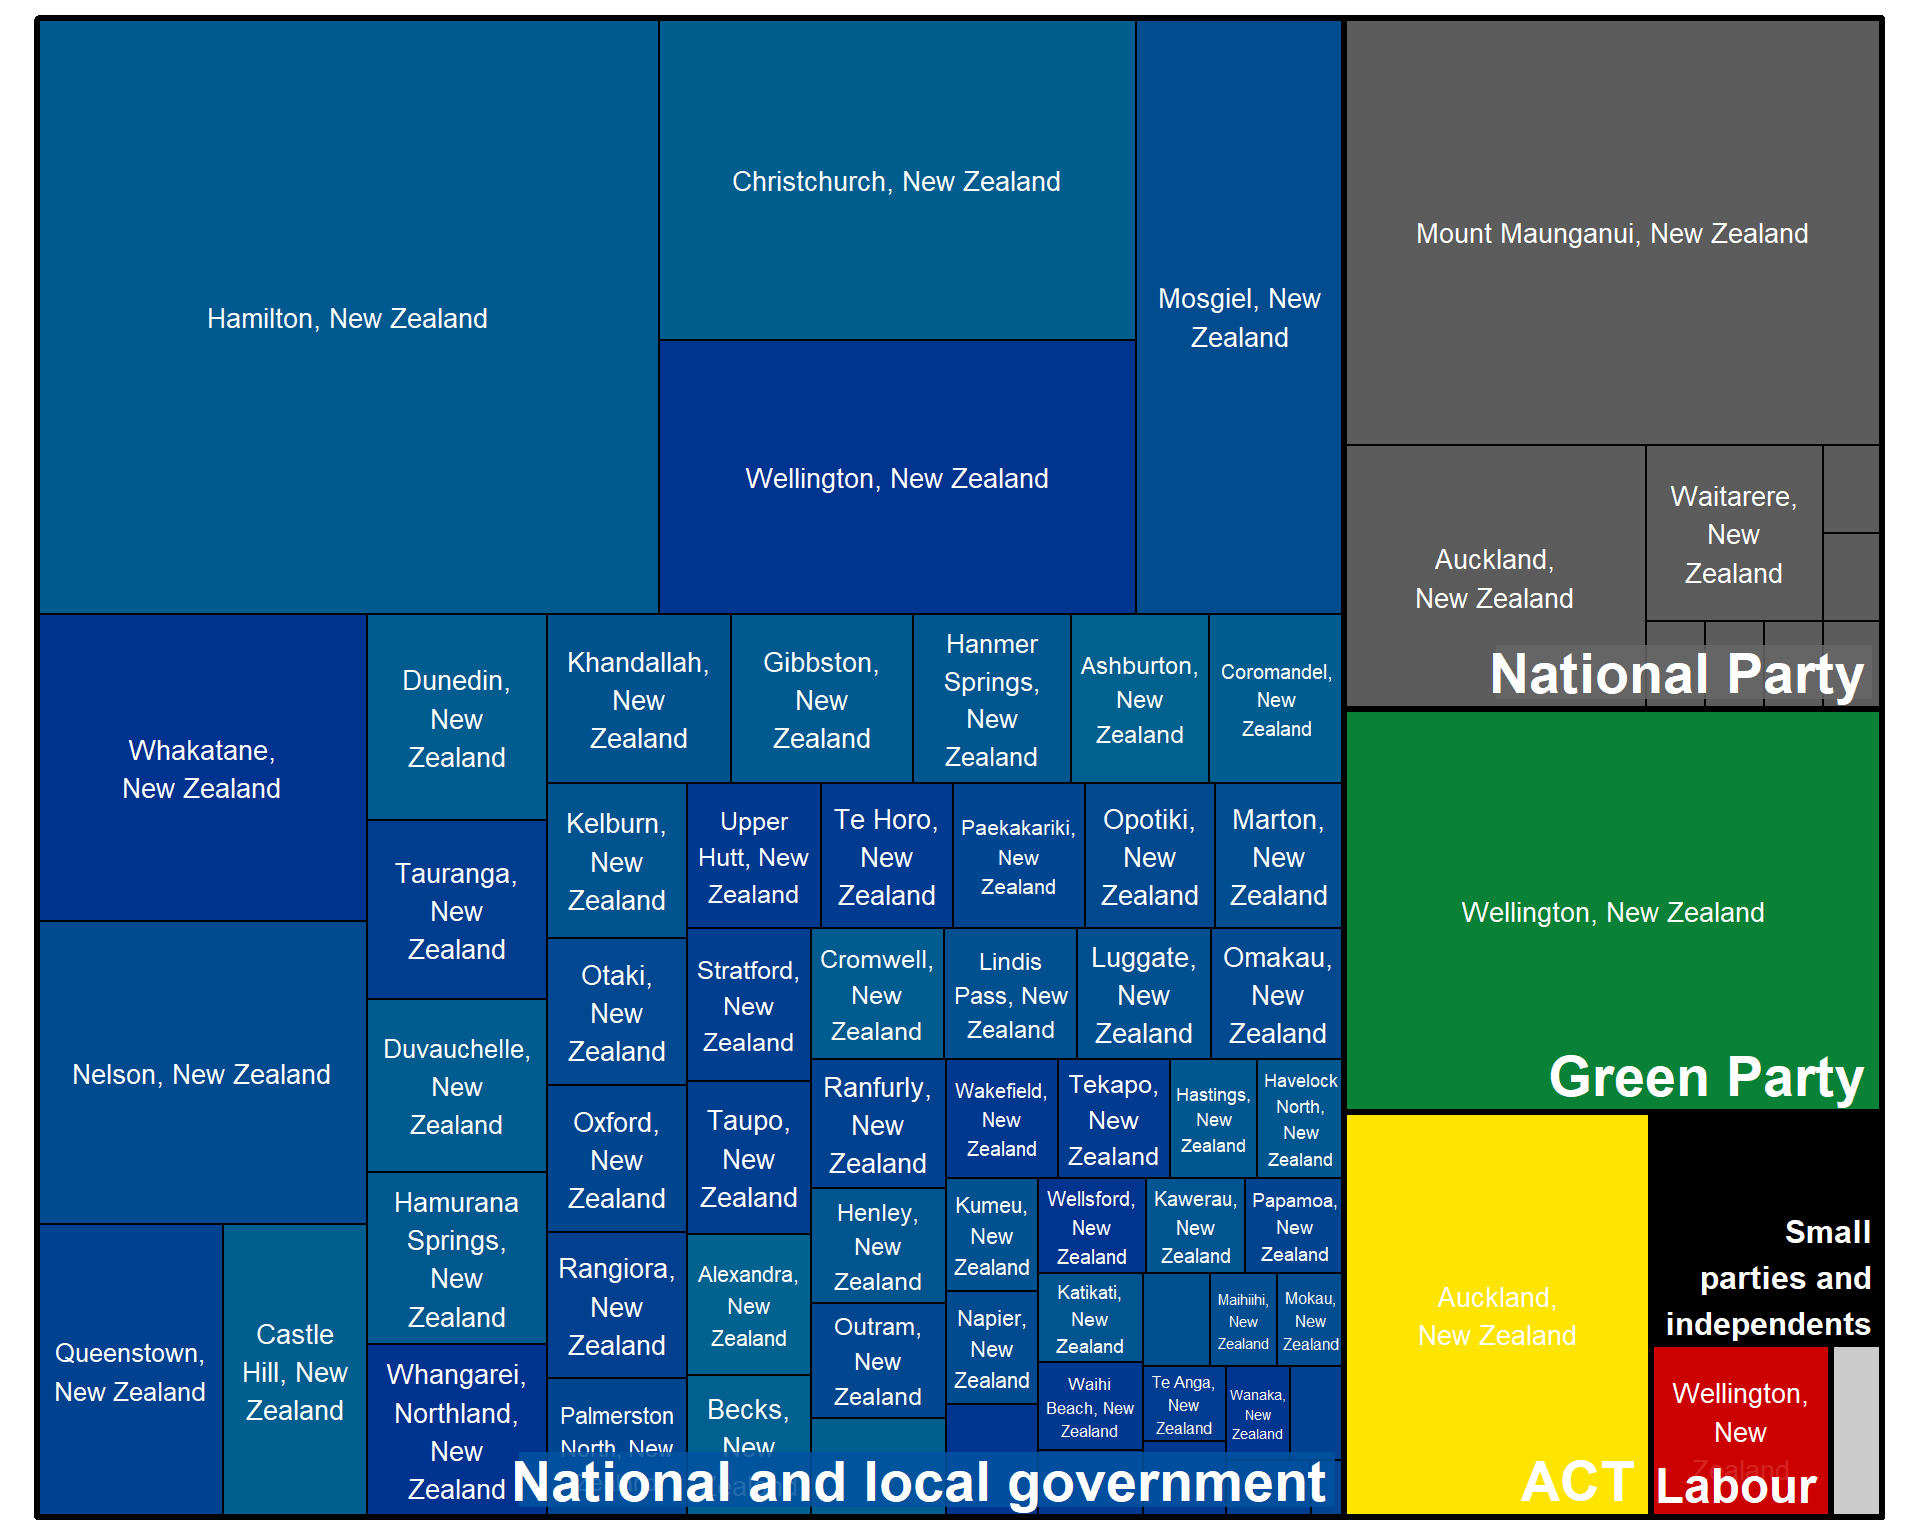 Hamilton, New Zealand
Christchurch, New Zealand
Wellington, New Zealand
Mosgiel, New
Zealand
Mount Maunganui, New Zealand
Auckland,
New Zealand
Waitarere,
New
Zealand
National Party
Whakatane,
New Zealand
Nelson, New Zealand
Queenstown,
New Zealand
Castle
Hill, New
Zealand
Dunedin,
New
Zealand
Tauranga,
New
Zealand
Duvauchelle,
New
Zealand
Hamurana
Springs,
New
Zealand
Whangarei,
Northland,
New
Zealand
Khandallah,
New
Zealand
Gibbston,
New
Zealand
Hanmer
Springs,
New
Zealand
Ashburton,
New
Zealand
Coromandel,
New
Zealand
Kelburn,
New
Zealand
Upper
Hutt, New
Zealand
Te Horo,
New
Zealand
Paekakariki,
New
Zealand
Opotiki,
New
Zealand
Marton,
New
Zealand
Otaki,
New
Zealand
Stratford,
New
Zealand
Cromwell,
New
Zealand
Lindis
Pass, New
Zealand
Luggate,
New
Zealand
Omakau,
New
Zealand
Oxford,
New
Zealand
Taupo,
New
Zealand
Ranfurly,
New
Zealand
Wakefield,
New
Zealand
Tekapo,
New
Zealand
Hastings,
New
Zealand
Havelock
North,
New
Zealand
Rangiora,
New
Zealand
Alexandra,
New
Zealand
Henley,
New
Zealand
Kumeu,
New
Zealand
Wellsford,
New
Zealand
Kawerau,
New
Zealand
Papamoa,
New
Zealand
Outram,
New
Zealand
Napier,
New
Zealand
Katikati,
New
Zealand
Maihiihi,
New
Zealand
Mokau,
New
Zealand
Palmerston
North, New
Zealand
Becks,
New
Zealand
Waihi
Beach, New
Zealand
Te Anga,
New
Zealand
Wanaka,
New
Zealand
National and local government
Wellington, New Zealand
Green Party
Auckland,
New Zealand
ACT
Small
parties and
independents
Wellington,
New
Zealand
Labour